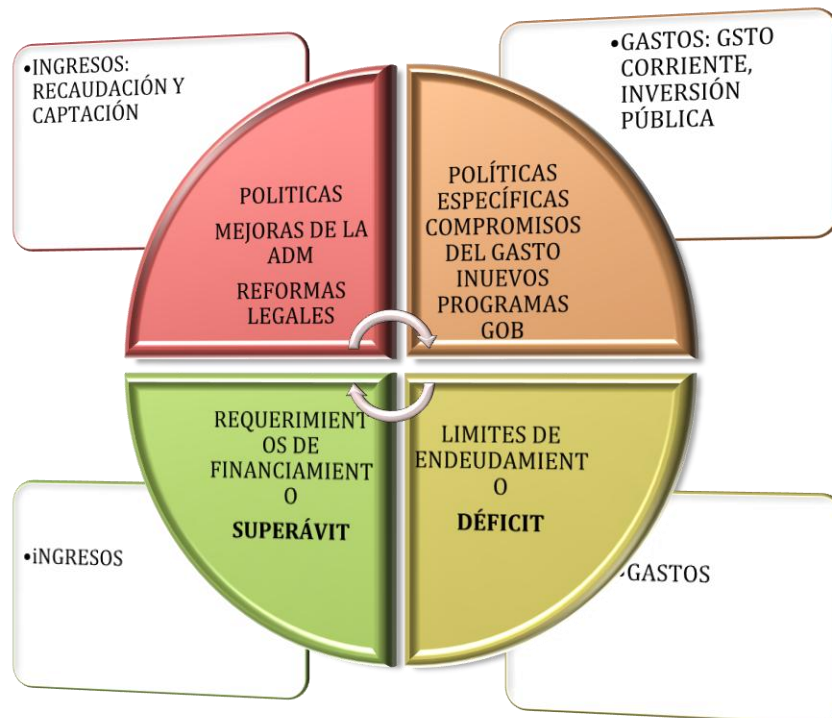 •INGRESOS:
RECAUDACIÓN Y
CAPTACIÓN
•GASTOS: GSTO
CORRIENTE,
INVERSIÓN
PÚBLICA
POLITICAS
MEJORAS DE LA
ADM
REFORMAS
LEGALES
POLÍTICAS
ESPECÍFICAS
COMPROMISOS
DEL GASTO
INUEVOS
PROGRAMAS
GOB
REQUERIMIENT
OS DE
FINANCIAMIENT
O
SUPERÁVIT
LIMITES DE
ENDEUDAMIENT
O
DÉFICIT
•iNGRESOS
•GASTOS